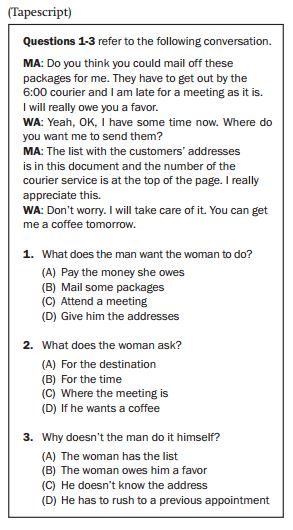 (Tapescript)
Questions 1-3 refer to the following conversation.
MA: Do you think you could mail off these
packages for me. They have to get out by the
6:00 courier and I am late for a meeting as it is.
I will really owe you a favor.
WA: Yeah, OK, I have some time now. Where do
you want me to send them?
MA: The list with the customers' addresses
is in this document and the number of the
courier service is at the top of the page. I really
appreciate this.
WA: Don't worry. I will take care of it. You can get
me a coffee tomorrow.
1. What does the man want the woman to do?
(A) Pay the money she owes
(B) Mail some packages
(C) Attend a meeting
(D) Give him the addresses
2. What does the woman ask?
(A) For the destination
(B) For the time
(C) Where the meeting is
(D) If he wants a coffee
3. Why doesn't the man do it himself?
(A) The woman has the list
(B) The woman owes him a favor
(C) He doesn't know the address
(D) He has to rush to a previous appointment